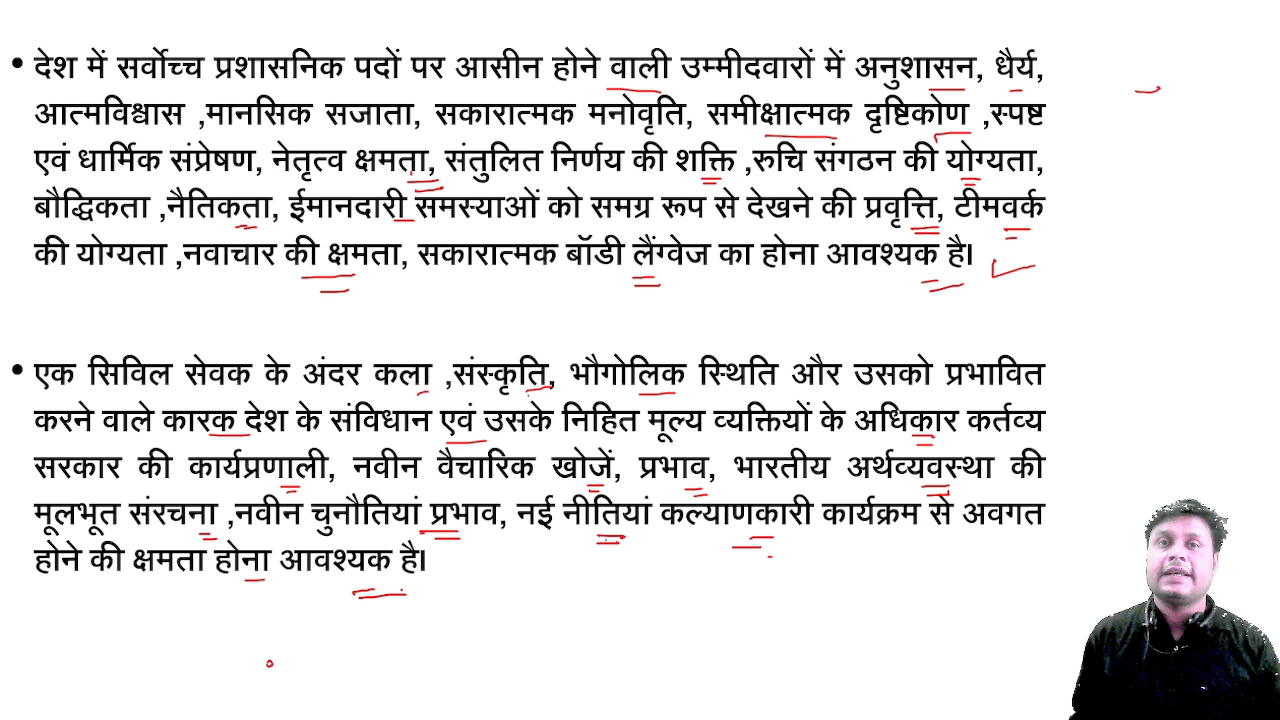 • देश में सर्वोच्च प्रशासनिक पदों पर आसीन होने वाली उम्मीदवारों में अनुशासन, धैर्य,
आत्मविश्वास ,मानसिक सजाता, सकारात्मक मनोवृति, समीक्षात्मक दृष्टिकोण ,स्पष्ट
एवं धार्मिक संप्रेषण, नेतृत्व क्षमता, संतुलित निर्णय की शक्ति ,रुचि संगठन की योग्यता,
बौद्धिकता ,नैतिकता, ईमानदारी समस्याओं को समग्र रूप से देखने की प्रवृत्ति, टीमवर्क
की योग्यता ,नवाचार की क्षमता, सकारात्मक बॉडी लैंग्वेज का होना आवश्यक है।
• एक सिविल सेवक के अंदर कला ,संस्कृति, भौगोलिक स्थिति और उसको प्रभावित
करने वाले कारक देश के संविधान एवं उसके निहित मूल्य व्यक्तियों के अधिकार कर्तव्य
सरकार की कार्यप्रणाली, नवीन वैचारिक खोजें, प्रभाव, भारतीय अर्थव्यवस्था की
मूलभूत संरचना ,नवीन चुनौतियां प्रभाव, नई नीतियां कल्याणकारी कार्यक्रम से अवगत
होने की क्षमता होना आवश्यक है।